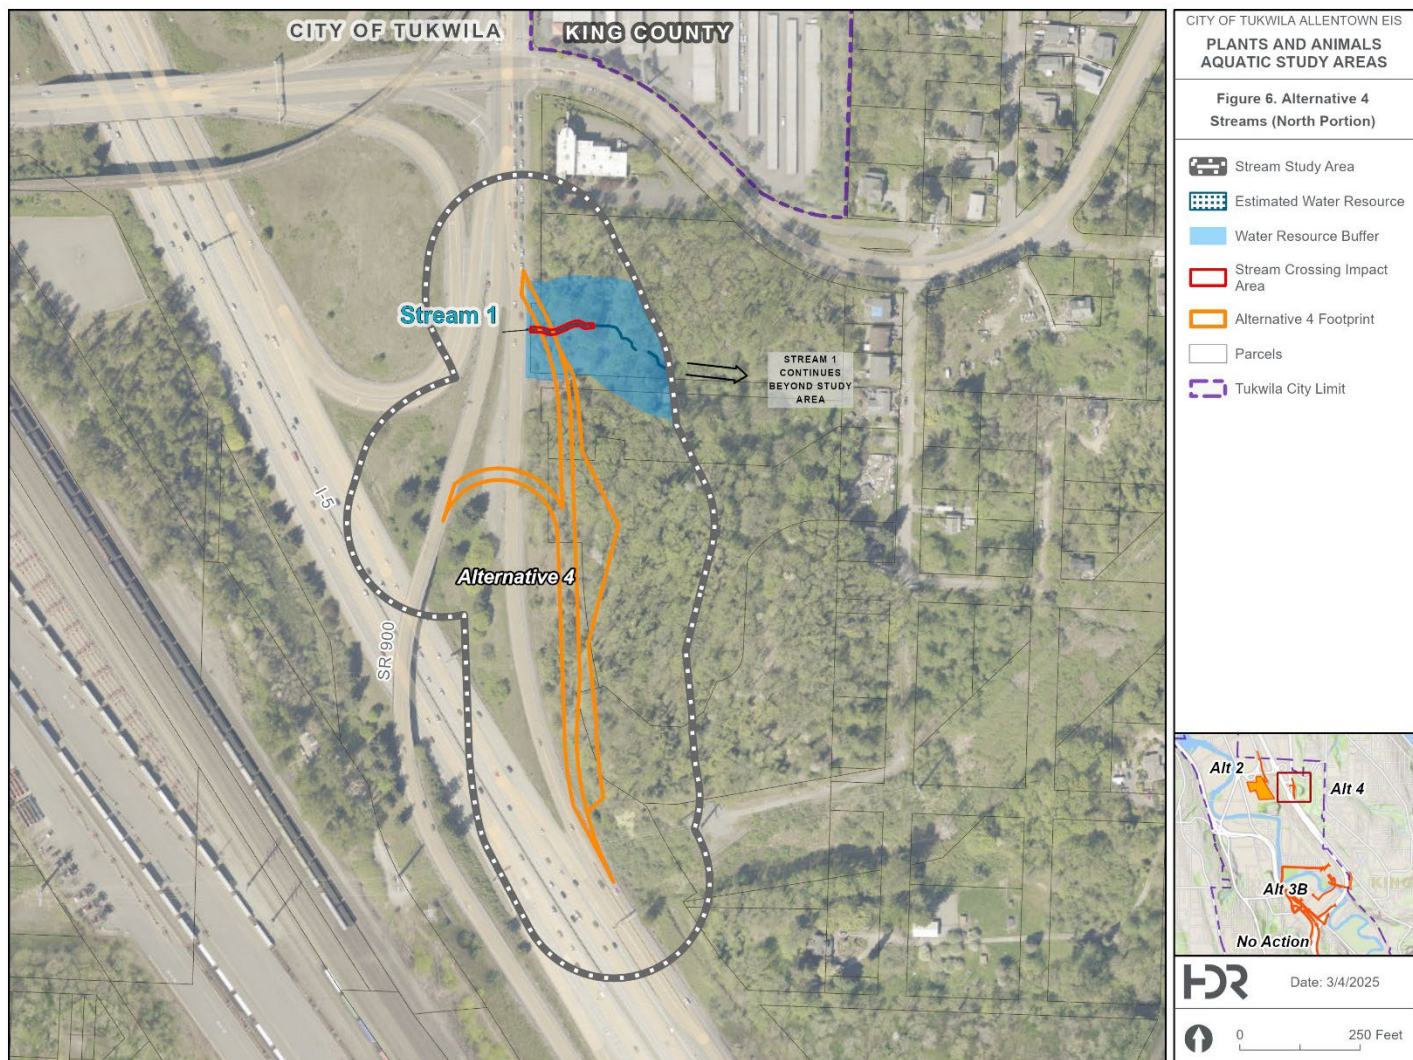 CITY OF TUKWILA
KING COUNTY
Stream 1
STREAM 1
CONTINUES
BEYOND STUDY
AREA
I-5
Alternative 4
SR 900
CITY OF TUKWILA ALLENTOWN EIS
PLANTS AND ANIMALS
AQUATIC STUDY AREAS
Figure 6. Alternative 4
Streams (North Portion)
Stream Study Area
Estimated Water Resource
Water Resource Buffer
Stream Crossing Impact
Area
Alternative 4 Footprint
Parcels
Tukwila City Limit
Alt 2
Alt 4
Alt 3B
KING
No Action
HDR
Date: 3/4/2025
0 250 Feet